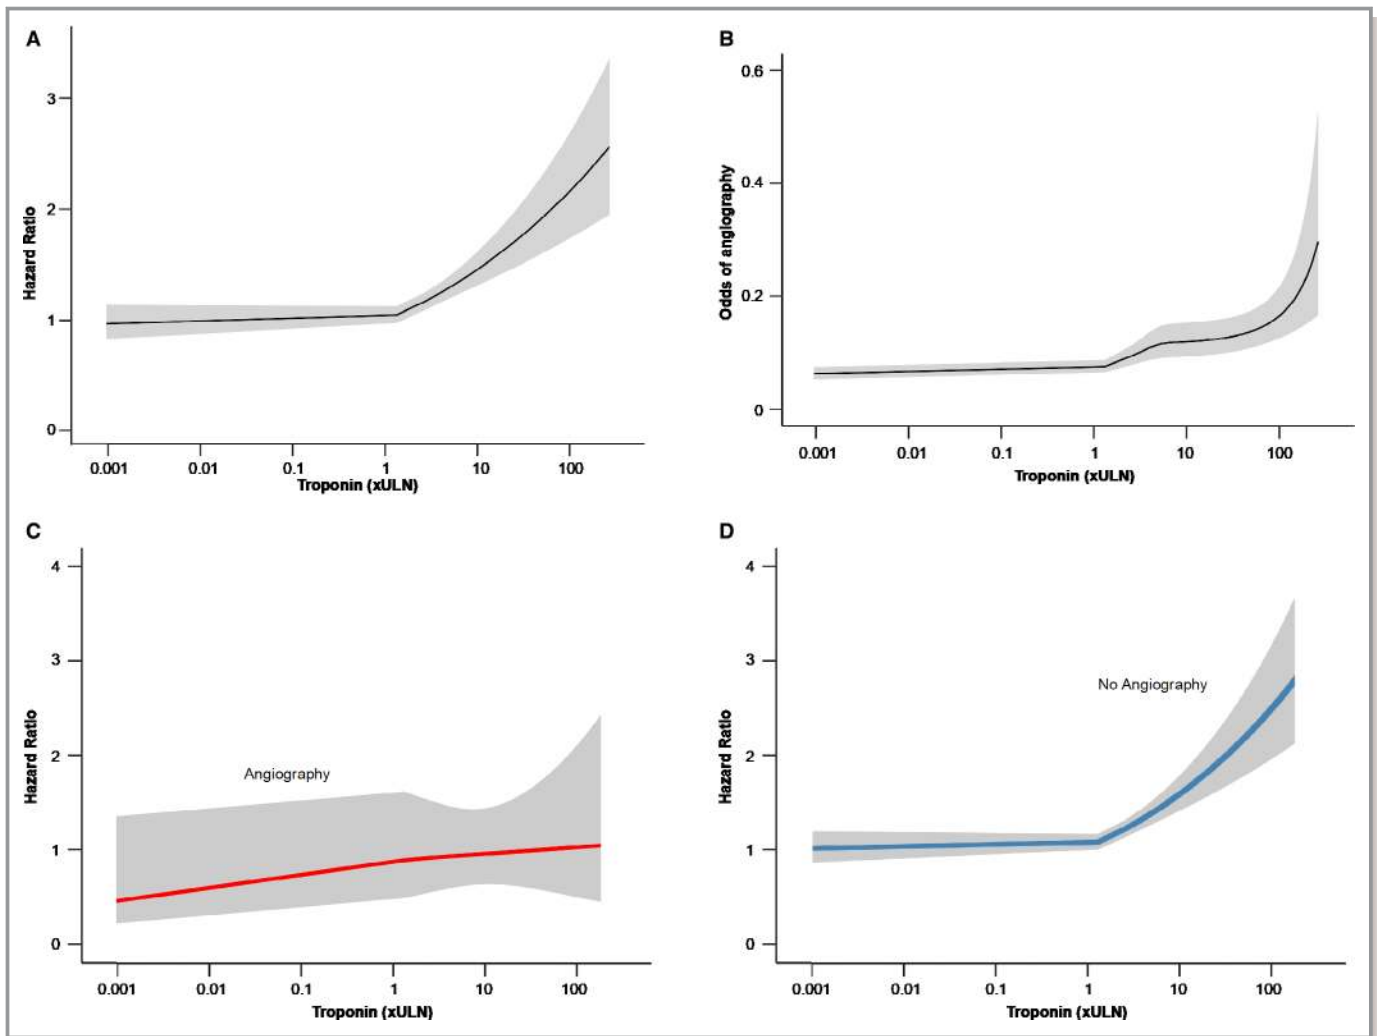 A
3
2
1
0
Hazard Ratio
0.001 0.01 0.1 1 10 100
Troponin (xULN)
B
0.6
0.4
0.2
0
Odds of angiography
0.001 0.01 0.1 1 10 100
Troponin (xULN)
C
4
3
2
1
0
Hazard Ratio
Angiography
0.001 0.01 0.1 1 10 100
Troponin (xULN)
D
4
3
2
1
0
Hazard Ratio
No Angiography
0.001 0.01 0.1 1 10 100
Troponin (xULN)